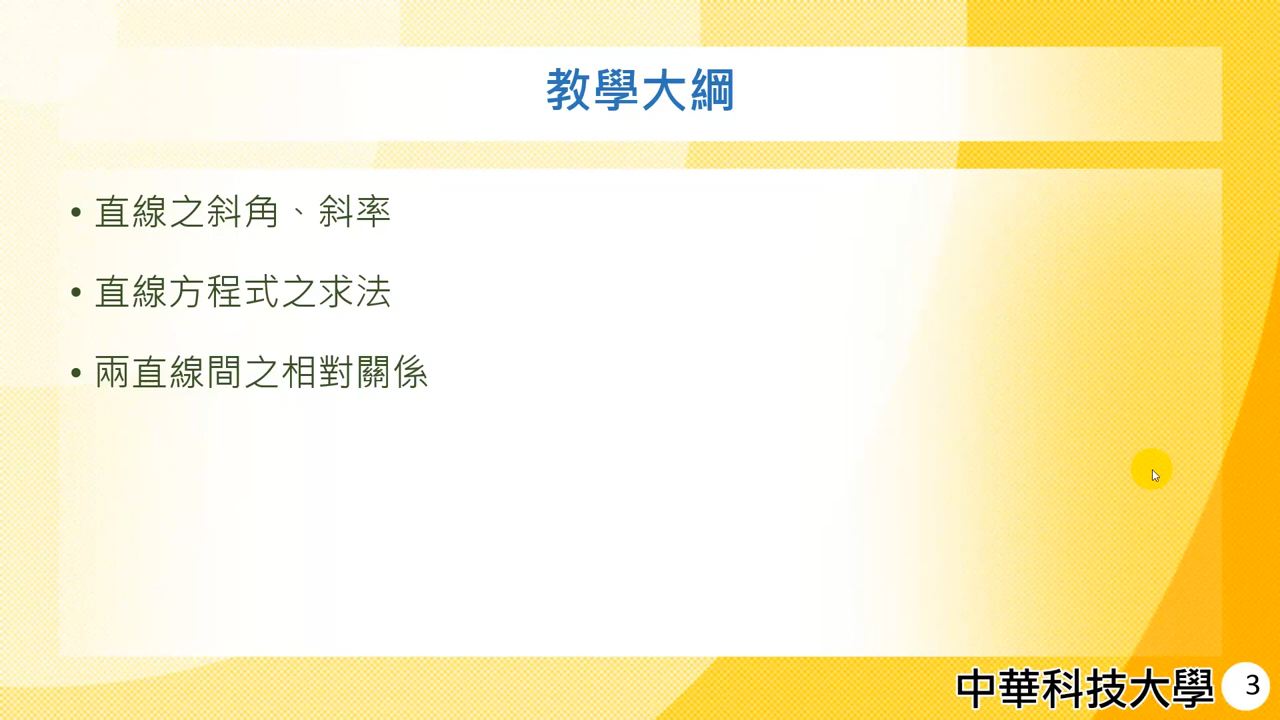 教學大綱
• 直線之斜角、斜率
• 直線方程式之求法
• 兩直線間之相對關係
中華科技大學 3